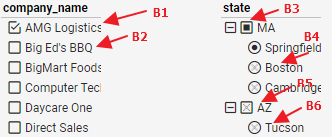 company_name
B1
AMG Logistics
B2
Big Ed's BBQ
BigMart Foods
Computer Tech
Daycare One
Direct Sales
state
B3
MA
B4
Springfield
Boston
Cambridge
B5
AZ
B6
Tucson